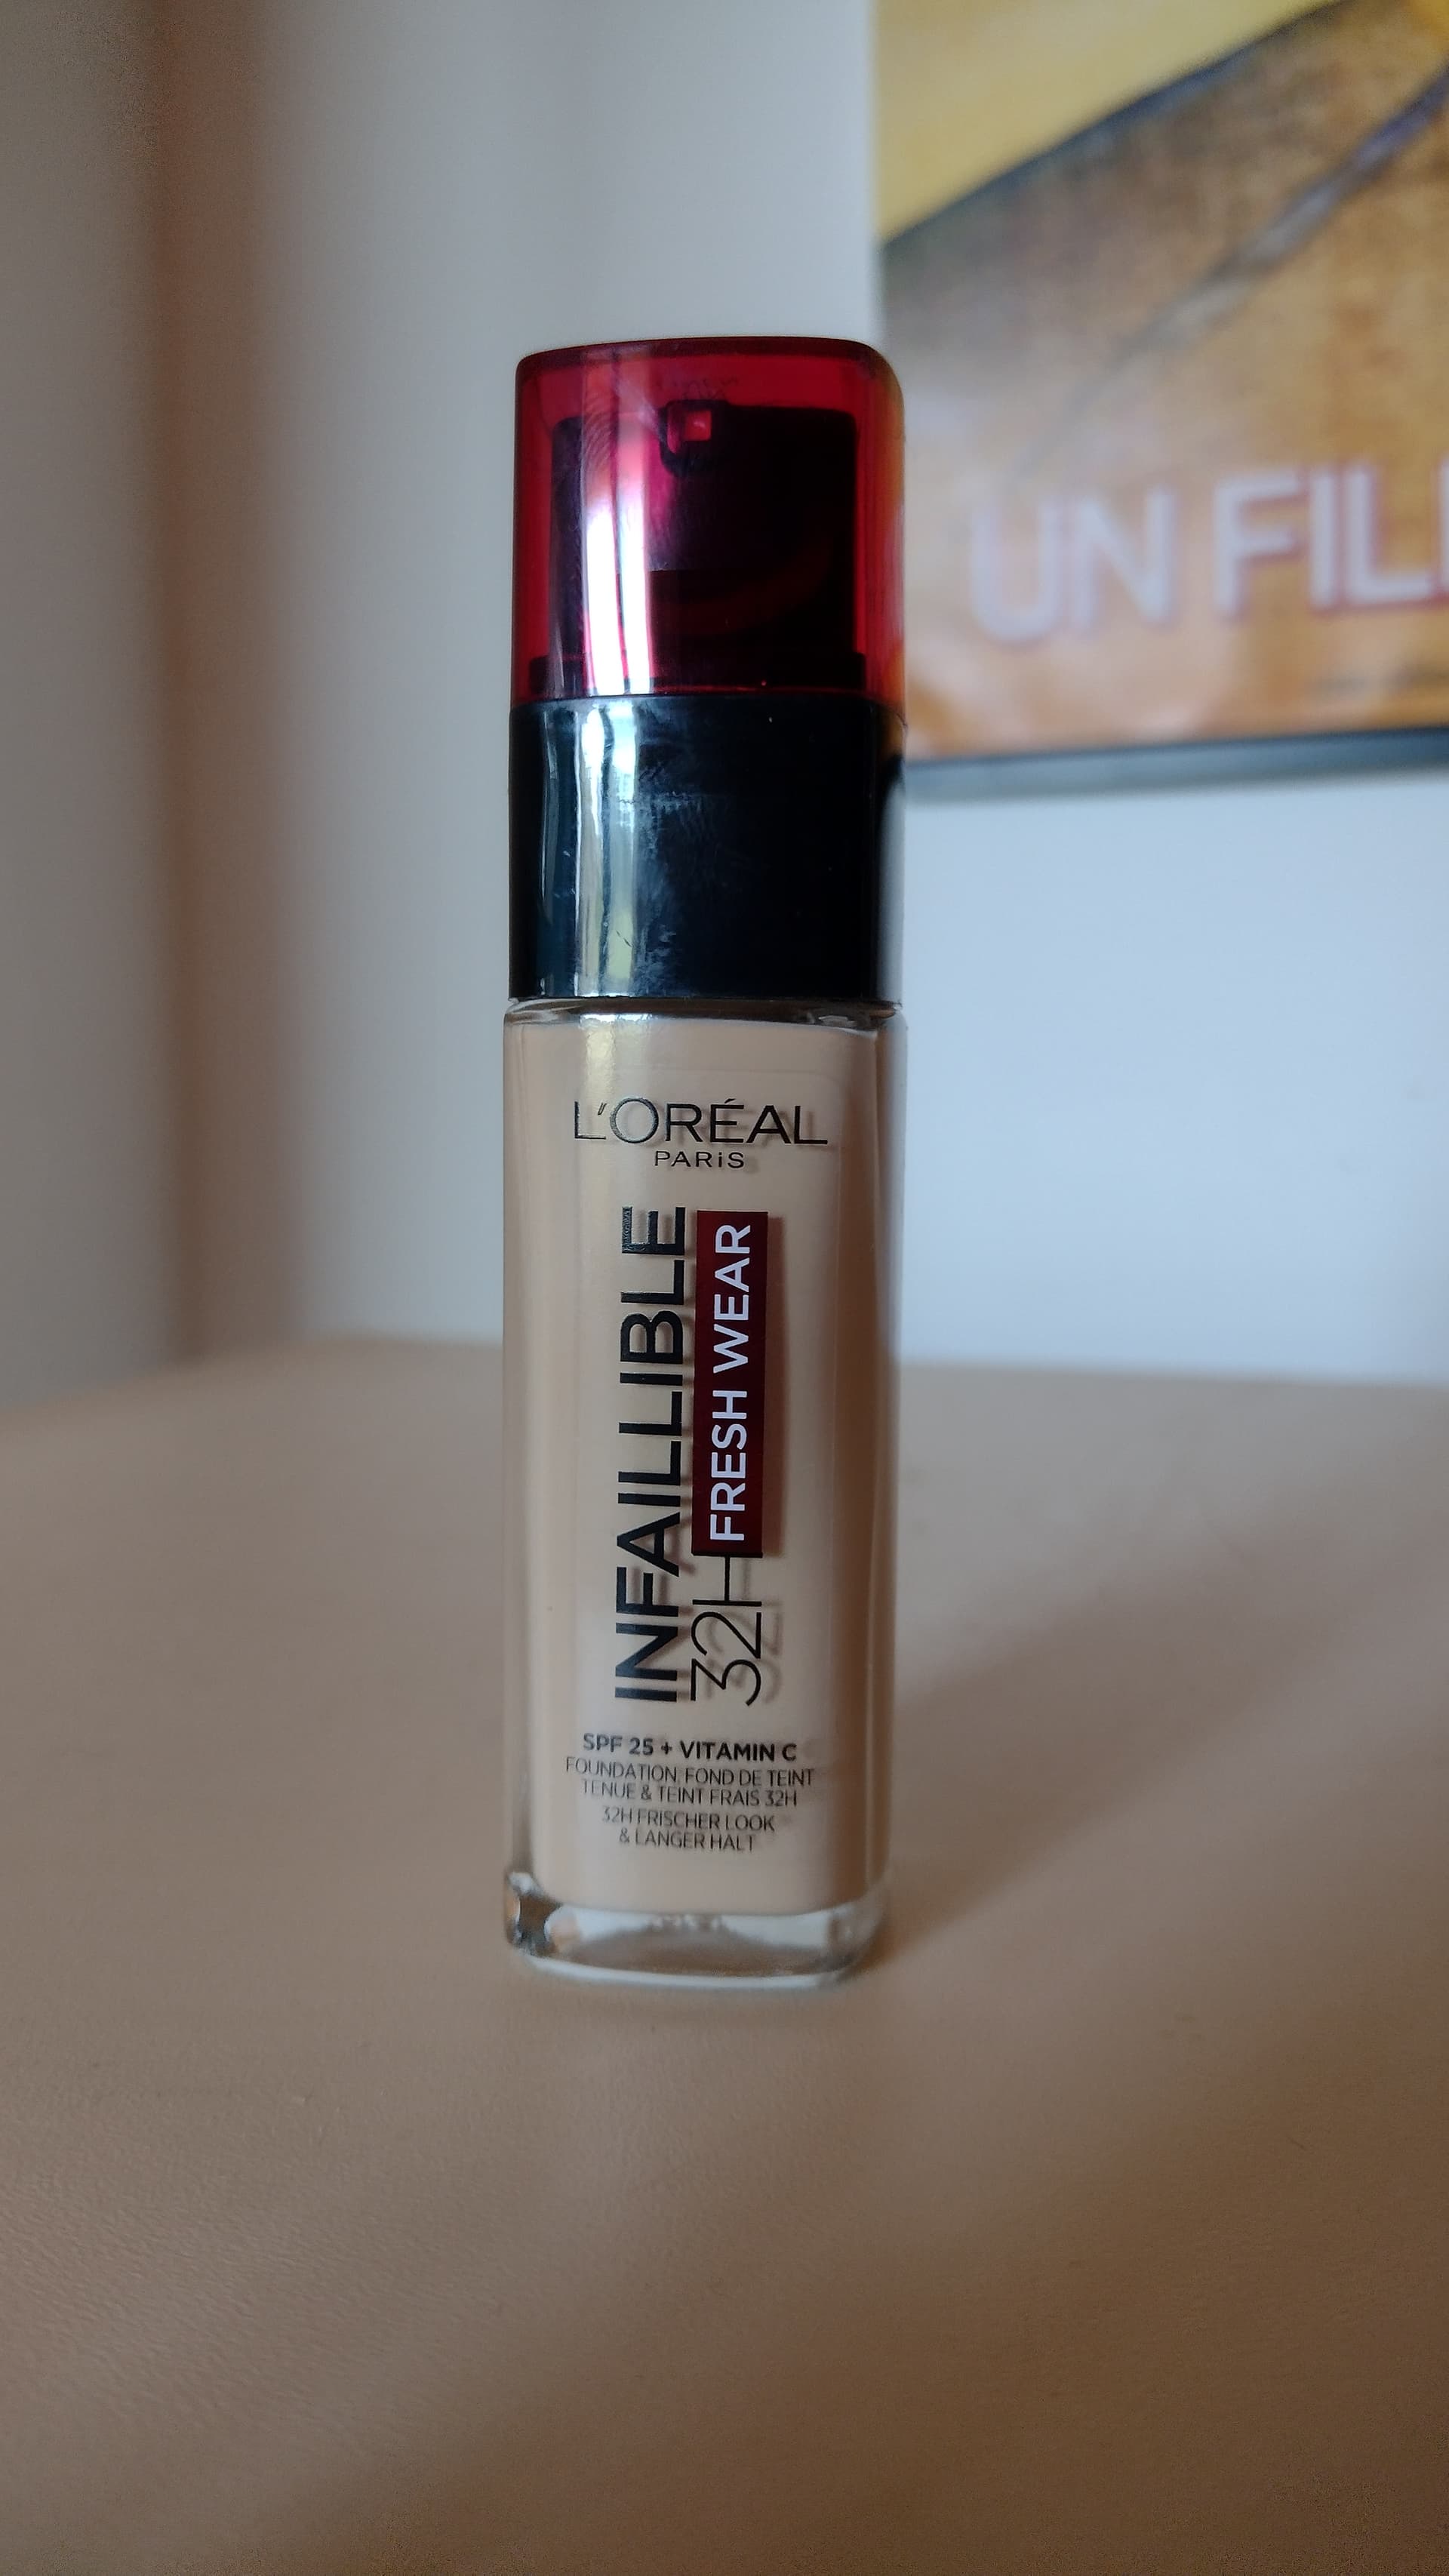 UN FIL
L'ORÉAL
PARiS
INFAILLIBLE
32H FRESH WEAR
SPF 25 + VITAMIN C
FOUNDATION, FOND DE TEINT
TENUE & TEINT FRAIS 32H
32H FRISCHER LOOK
& LANGER HALT